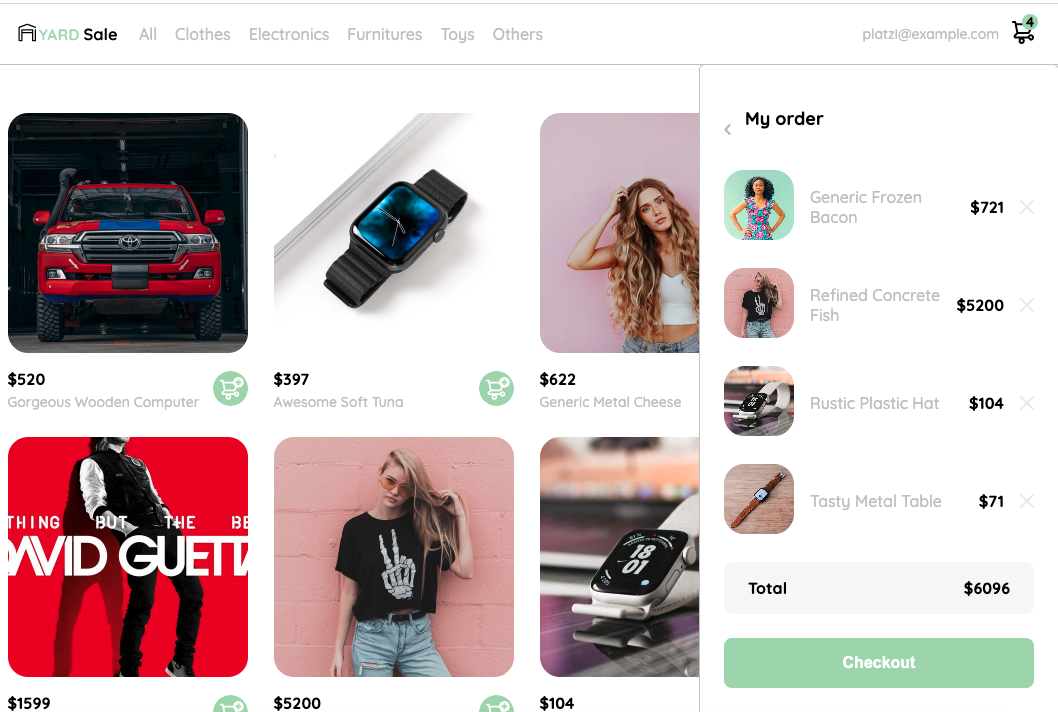 YARD Sale All Clothes Electronics Furnitures Toys Others platzi@example.com 4
My order
Generic Frozen
Bacon
$721
Refined Concrete
Fish
$5200
Rustic Plastic Hat $104
Tasty Metal Table $71
Total $6096
Checkout
$520
Gorgeous Wooden Computer
$397
Awesome Soft Tuna
$622
Generic Metal Cheese
THING BUT THE BE
DAVID GUETTA
18
01
$1599
$5200
$104